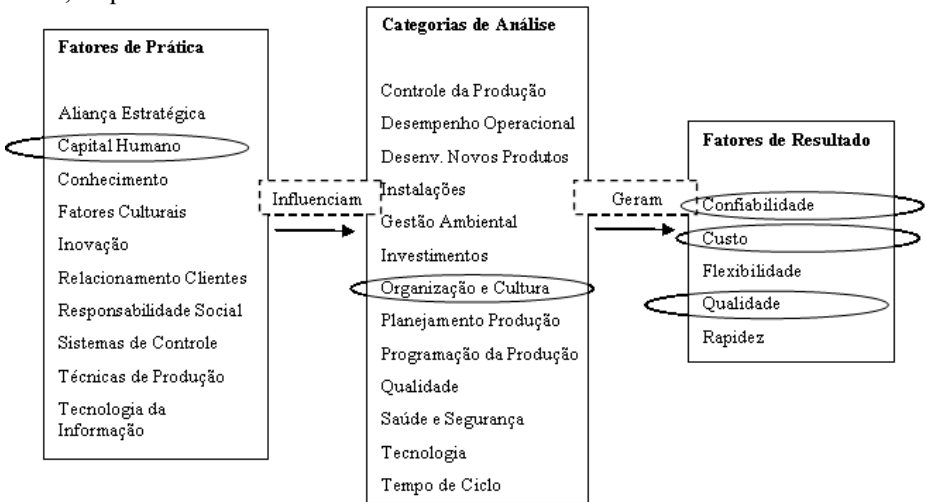 Fatores de Prática
Aliança Estratégica
Capital Humano
Conhecimento
Fatores Culturais
Inovação
Relacionamento Clientes
Responsabilidade Social
Sistemas de Controle
Técnicas de Produção
Tecnologia da
Informação
Influenciam
Categorias de Análise
Controle da Produção
Desempenho Operacional
Desenv. Novos Produtos
Instalações
Gestão Ambiental
Investimentos
Organização e Cultura
Planejamento Produção
Programação da Produção
Qualidade
Saúde e Segurança
Tecnologia
Tempo de Ciclo
Geram
Fatores de Resultado
Confiabilidade
Custo
Flexibilidade
Qualidade
Rapidez